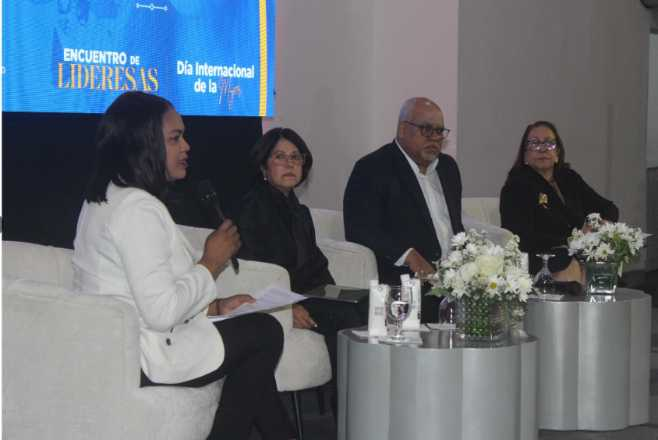 ENCUENTRO DE
LIDERESAS
Día Internacional
de la Mujer